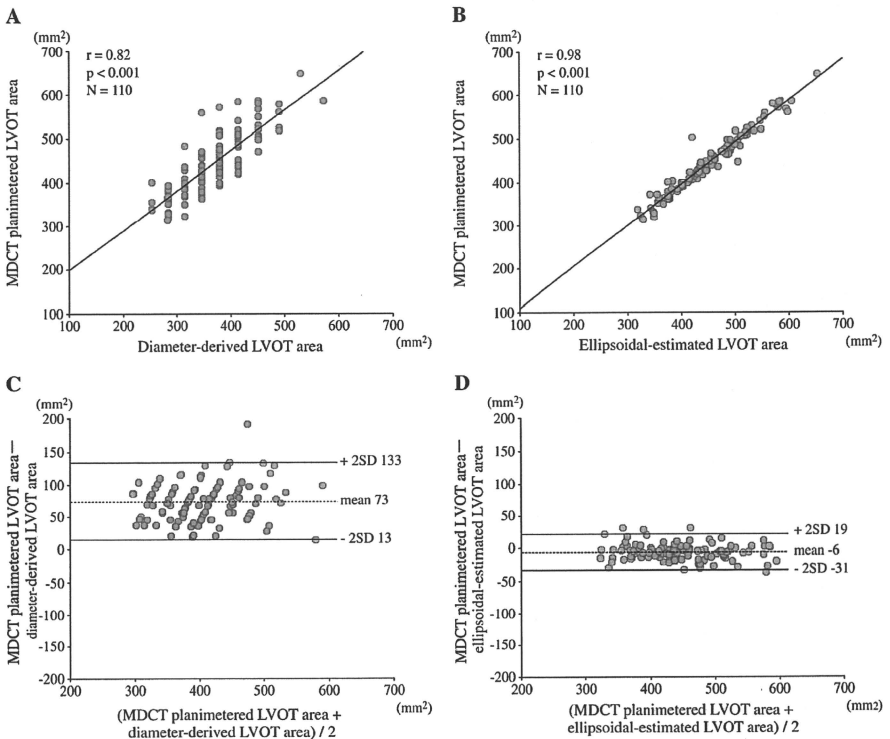 A
(mm²)
700
600
500
400
300
200
100
r = 0.82
p < 0.001
N = 110
MDCT planimetered LVOT area
100 200 300 400 500 600 700
Diameter-derived LVOT area (mm²)
B
(mm²)
700
600
500
400
300
200
100
r = 0.98
p < 0.001
N = 110
MDCT planimetered LVOT area
100 200 300 400 500 600 700
Ellipsoidal-estimated LVOT area (mm²)
C
(mm²)
200
150
100
50
0
-50
-100
-150
-200
MDCT planimetered LVOT area—
diameter-derived LVOT area
+ 2SD 133
mean 73
- 2SD 13
200 300 400 500 600 700
(MDCT planimetered LVOT area + (mm²)
diameter-derived LVOT area) / 2
D
(mm²)
200
150
100
50
0
-50
-100
-150
-200
MDCT planimetered LVOT area—
ellipsoidal-estimated LVOT area
+ 2SD 19
mean -6
- 2SD -31
200 300 400 500 600 700
(MDCT planimetered LVOT area + (mm2)
ellipsoidal-estimated LVOT area) / 2